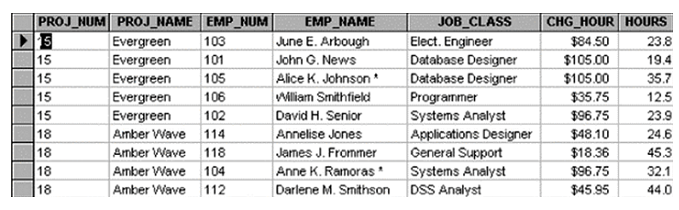 PROJ_NUM PROJ_NAME EMP_NUM EMP_NAME JOB_CLASS CHG_HOUR HOURS
15 Evergreen 103 June E. Arbough Elect. Engineer $84.50 23.8
15 Evergreen 101 John G. News Database Designer $105.00 19.4
15 Evergreen 105 Alice K. Johnson * Database Designer $105.00 35.7
15 Evergreen 106 William Smithfield Programmer $35.75 12.5
15 Evergreen 102 David H. Senior Systems Analyst $96.75 23.9
18 Amber Wave 114 Annelise Jones Applications Designer $48.10 24.6
18 Amber Wave 118 James J. Frommer General Support $18.36 45.3
18 Amber Wave 104 Anne K. Ramoras * Systems Analyst $96.75 32.1
18 Amber Wave 112 Darlene M. Smithson DSS Analyst $45.95 44.0